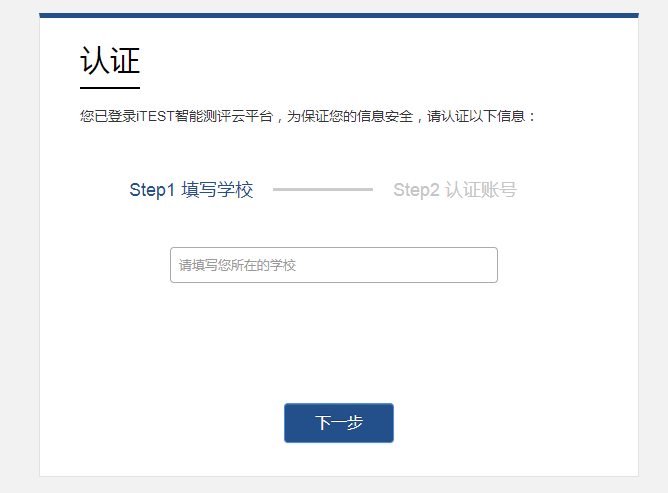 认证
您已登录iTEST智能测评云平台，为保证您的信息安全，请认证以下信息：
Step1 填写学校 Step2 认证账号
请填写您所在的学校
下一步